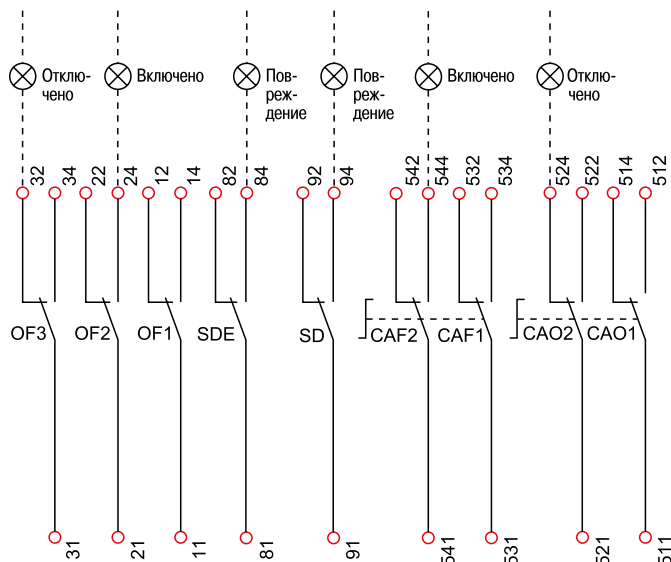 Отклю-
чено
Включено
Пов-
реж-
дение
Пов-
реж-
дение
Включено
Отклю-
чено
32
34
22
24
12
14
82
84
92
94
542
544
532
534
524
522
514
512
OF3
OF2
OF1
SDE
SD
CAF2
CAF1
CAO2
CAO1
31
21
11
81
91
541
531
521
511